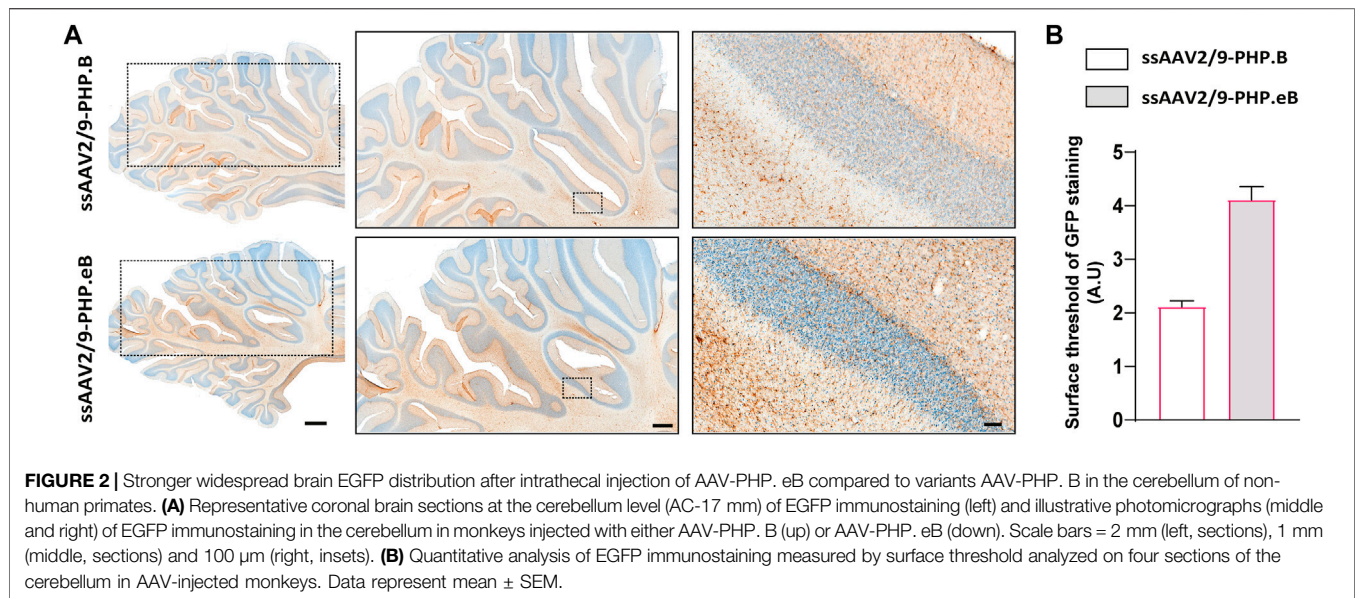 A
ssAAV2/9-PHP.B
ssAAV2/9-PHP.eB
B
ssAAV2/9-PHP.B
ssAAV2/9-PHP.eB
Surface threshold of GFP staining
(A.U)
5
4
3
2
1
0
FIGURE 2 | Stronger widespread brain EGFP distribution after intrathecal injection of AAV-PHP. eB compared to variants AAV-PHP. B in the cerebellum of non-
human primates. (A) Representative coronal brain sections at the cerebellum level (AC-17 mm) of EGFP immunostaining (left) and illustrative photomicrographs (middle
and right) of EGFP immunostaining in the cerebellum in monkeys injected with either AAV-PHP. B (up) or AAV-PHP. eB (down). Scale bars = 2 mm (left, sections), 1 mm
(middle, sections) and 100 μm (right, insets). (B) Quantitative analysis of EGFP immunostaining measured by surface threshold analyzed on four sections of the
cerebellum in AAV-injected monkeys. Data represent mean ± SEM.